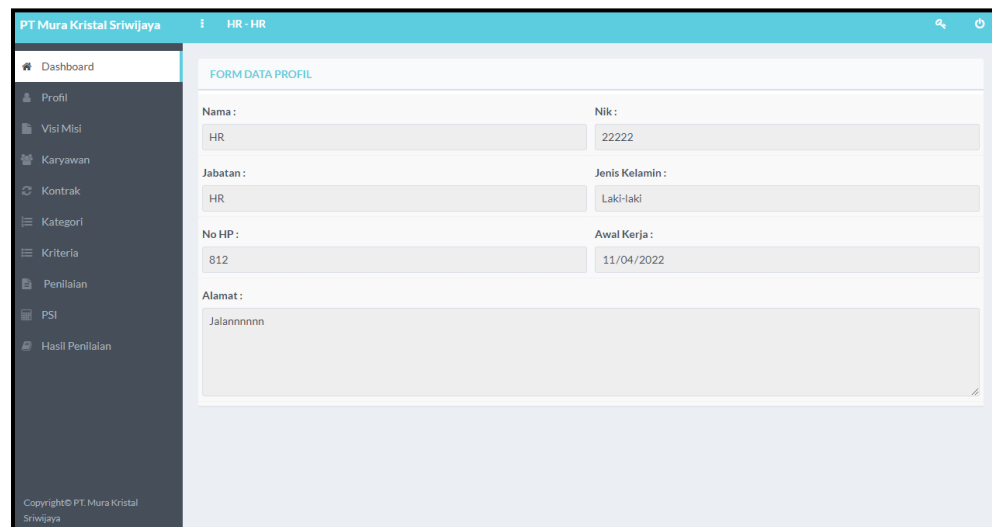 PT Mura Kristal Sriwijaya
HR - HR
Dashboard
Profil
Visi Misi
Karyawan
Kontrak
Kategori
Kriteria
Penilaian
PSI
Hasil Penilaian
Copyright© PT. Mura Kristal
Sriwijaya
FORM DATA PROFIL
Nama :
HR
Nik :
22222
Jabatan :
HR
Jenis Kelamin :
Laki-laki
No HP :
812
Awal Kerja :
11/04/2022
Alamat :
Jalannnnnn